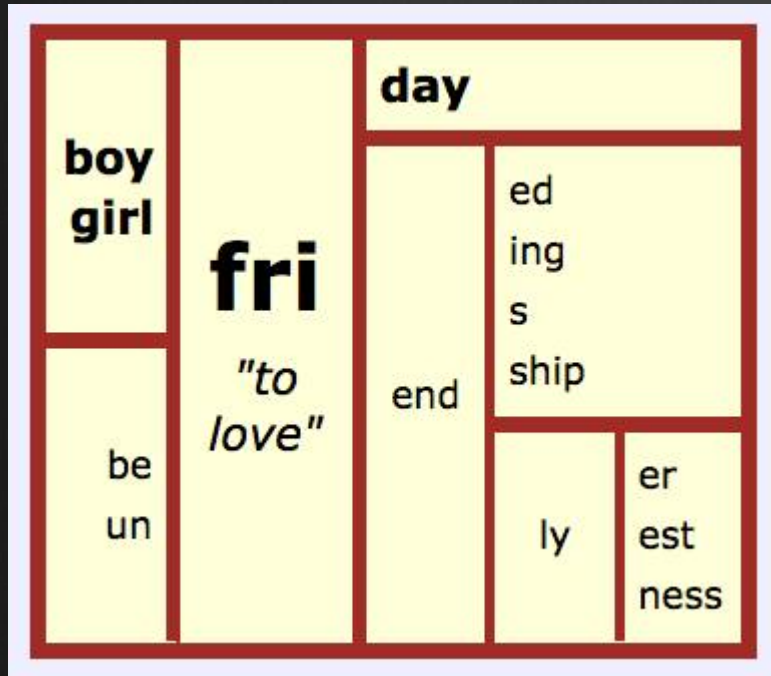 boy
girl
be
un
fri
"to
love"
day
end
ed
ing
s
ship
ly
er
est
ness